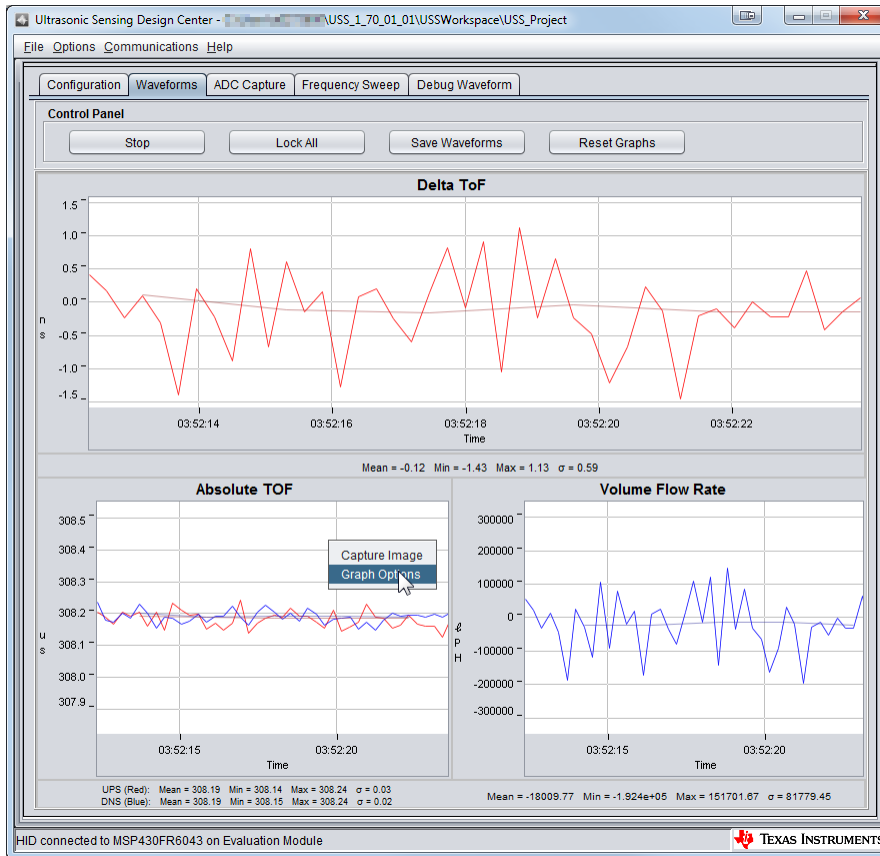 Ultrasonic Sensing Design Center - \USS_1_70_01_01\USSWorkspace\USS_Project
File Options Communications Help
Configuration Waveforms ADC Capture Frequency Sweep Debug Waveform
Control Panel
Stop Lock All Save Waveforms Reset Graphs
Delta ToF
1.5
1.0
0.5
0.0
-0.5
-1.0
-1.5
n
s
03:52:14 03:52:16 03:52:18 03:52:20 03:52:22
Time
Mean = -0.12 Min = -1.43 Max = 1.13 σ = 0.59
Absolute TOF
308.5
308.4
308.3
308.2
308.1
308.0
307.9
u
s
Capture Image
Graph Options
03:52:15 03:52:20
Time
UPS (Red): Mean = 308.19 Min = 308.14 Max = 308.24 σ = 0.03
DNS (Blue): Mean = 308.19 Min = 308.15 Max = 308.24 σ = 0.02
Volume Flow Rate
300000
200000
100000
0
-100000
-200000
-300000
ℓ
P
H
03:52:15 03:52:20
Time
Mean = -18009.77 Min = -1.924e+05 Max = 151701.67 σ = 81779.45
HID connected to MSP430FR6043 on Evaluation Module
TEXAS INSTRUMENTS